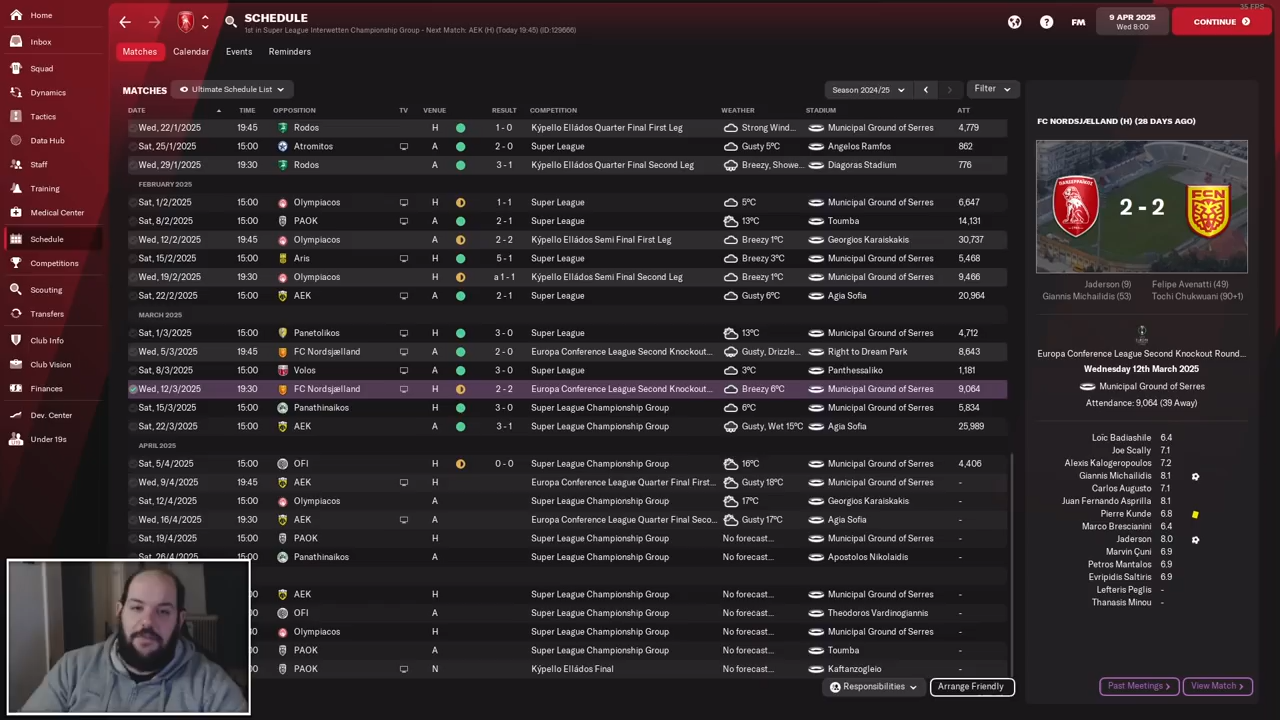 Home
Inbox
Squad
Dynamics
Tactics
Data Hub
Staff
Training
Medical Center
Schedule
Competitions
Scouting
Transfers
Club Info
Club Vision
Finances
Dev. Center
Under 19s
SCHEDULE
1st in Super League Interwetten Championship Group - Next Match: AEK (H) (Today 19:45) (ID:129666)
35 FPS
FM
9 APR 2025
Wed 8:00
CONTINUE
Matches Calendar Events Reminders
MATCHES Ultimate Schedule List Season 2024/25 Filter
DATE TIME OPPOSITION TV VENUE RESULT COMPETITION WEATHER STADIUM ATT
Wed, 22/1/2025 19:45 Rodos H 1 - 0 Kýpello Elládos Quarter Final First Leg Strong Wind... Municipal Ground of Serres 4,779
Sat, 25/1/2025 15:00 Atromitos A 2 - 0 Super League Gusty 5ºC Angelos Ramfos 862
Wed, 29/1/2025 19:30 Rodos A 3 - 1 Kýpello Elládos Quarter Final Second Leg Breezy, Showe... Diagoras Stadium 776
FEBRUARY 2025
Sat, 1/2/2025 15:00 Olympiacos H 1 - 1 Super League 5ºC Municipal Ground of Serres 6,647
Sat, 8/2/2025 15:00 PAOK A 2 - 1 Super League 13ºC Toumba 14,131
Wed, 12/2/2025 19:45 Olympiacos A 2 - 2 Kýpello Elládos Semi Final First Leg Breezy 1ºC Georgios Karaiskakis 30,737
Sat, 15/2/2025 15:00 Aris H 5 - 1 Super League Breezy 3ºC Municipal Ground of Serres 5,468
Wed, 19/2/2025 19:30 Olympiacos H a 1 - 1 Kýpello Elládos Semi Final Second Leg Breezy 1ºC Municipal Ground of Serres 9,466
Sat, 22/2/2025 15:00 AEK A 2 - 1 Super League Gusty 6ºC Agia Sofia 20,964
MARCH 2025
Sat, 1/3/2025 15:00 Panetolikos H 3 - 0 Super League 13ºC Municipal Ground of Serres 4,712
Wed, 5/3/2025 19:45 FC Nordsjælland A 2 - 0 Europa Conference League Second Knockout... Gusty, Drizzle... Right to Dream Park 8,643
Sat, 8/3/2025 15:00 Volos A 3 - 0 Super League 3ºC Panthessaliko 1,181
Wed, 12/3/2025 19:30 FC Nordsjælland H 2 - 2 Europa Conference League Second Knockout... Breezy 6ºC Municipal Ground of Serres 9,064
Sat, 15/3/2025 15:00 Panathinaikos H 3 - 0 Super League Championship Group 6ºC Municipal Ground of Serres 5,834
Sat, 22/3/2025 15:00 AEK A 3 - 1 Super League Championship Group Gusty, Wet 15ºC Agia Sofia 25,989
APRIL 2025
Sat, 5/4/2025 15:00 OFI H 0 - 0 Super League Championship Group 16ºC Municipal Ground of Serres 4,406
Wed, 9/4/2025 19:45 AEK H Europa Conference League Quarter Final First... Gusty 18ºC Municipal Ground of Serres -
Sat, 12/4/2025 15:00 Olympiacos A Super League Championship Group 17ºC Georgios Karaiskakis -
Wed, 16/4/2025 19:30 AEK A Europa Conference League Quarter Final Seco... Gusty 17ºC Agia Sofia -
Sat, 19/4/2025 15:00 PAOK H Super League Championship Group No forecast... Municipal Ground of Serres -
Sat, 26/4/2025 15:00 Panathinaikos A Super League Championship Group No forecast... Apostolos Nikolaidis -
AEK H Super League Championship Group No forecast... Municipal Ground of Serres -
OFI A Super League Championship Group No forecast... Theódoros Vardinogiannis -
Olympiacos H Super League Championship Group No forecast... Municipal Ground of Serres -
PAOK A Super League Championship Group No forecast... Toumba -
PAOK N Kýpello Elládos Final No forecast... Kaftanzogleio -
Responsibilities Arrange Friendly
FC NORDSJÆLLAND (H) (28 DAYS AGO)
ΠΑΝΣΕΡΡΑΪΚΟΣ 2 - 2 FCN
Jaderson (9) Felipe Avenatti (49)
Giannis Michailidis (53) Tochi Chukwuani (90+1)
Europa Conference League Second Knockout Round...
Wednesday 12th March 2025
Municipal Ground of Serres
Attendance: 9,064 (39 Away)
Loïc Badiashile 6.4
Joe Scally 7.1
Alexis Kalogeropoulos 7.2
Giannis Michailidis 8.1
Carlos Augusto 7.1
Juan Fernando Asprilla 8.1
Pierre Kunde 6.8
Marco Brescianini 6.4
Jaderson 8.0
Marvin Çuni 6.9
Petros Mantalos 6.9
Evripidis Saltiris 6.9
Lefteris Peglis -
Thanasis Minou -
Past Meetings > View Match >